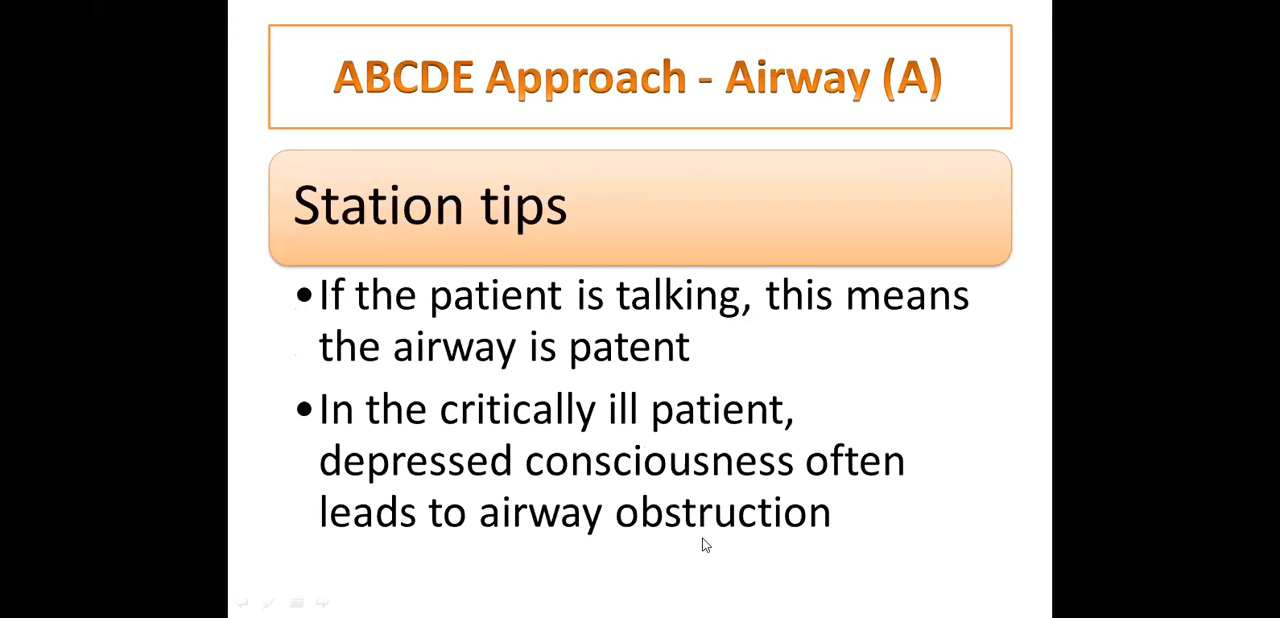 ABCDE Approach - Airway (A)
Station tips
•If the patient is talking, this means
the airway is patent
•In the critically ill patient,
depressed consciousness often
leads to airway obstruction